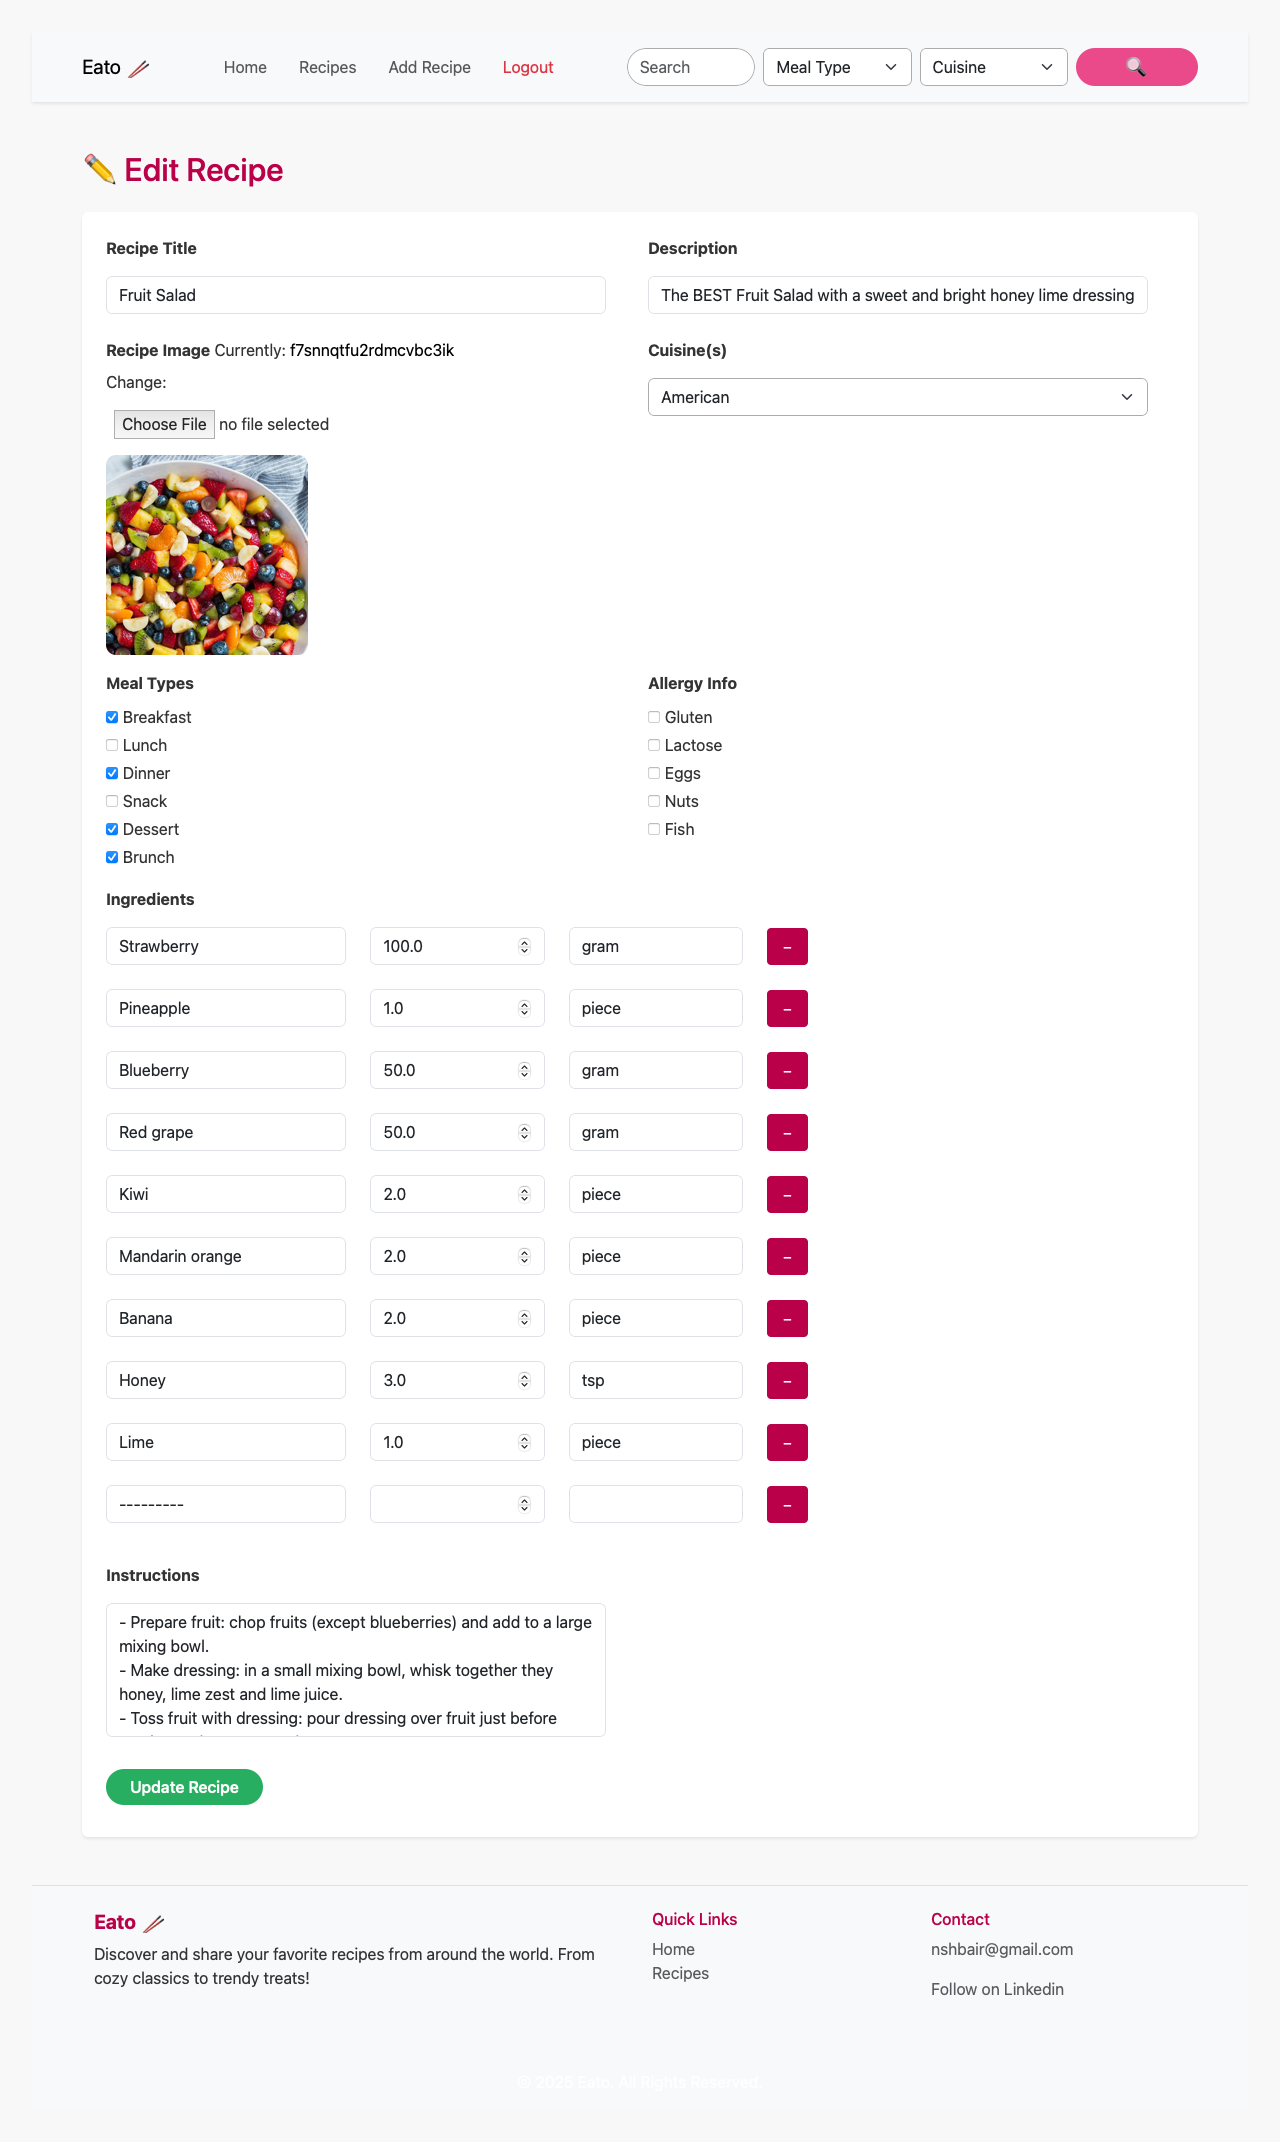 Eato
Home
Recipes
Add Recipe
Logout
Search
Meal Type
Cuisine
Edit Recipe
Recipe Title
Description
Fruit Salad
The BEST Fruit Salad with a sweet and bright honey lime dressing
Recipe Image Currently: f7snnqtfu2rdmcvbc3ik
Change:
Choose File no file selected
Cuisine(s)
American
Meal Types
Breakfast
Lunch
Dinner
Snack
Dessert
Brunch
Allergy Info
Gluten
Lactose
Eggs
Nuts
Fish
Ingredients
Strawberry 100.0 gram –
Pineapple 1.0 piece –
Blueberry 50.0 gram –
Red grape 50.0 gram –
Kiwi 2.0 piece –
Mandarin orange 2.0 piece –
Banana 2.0 piece –
Honey 3.0 tsp –
Lime 1.0 piece –
--------- –
Instructions
- Prepare fruit: chop fruits (except blueberries) and add to a large
mixing bowl.
- Make dressing: in a small mixing bowl, whisk together they
honey, lime zest and lime juice.
- Toss fruit with dressing: pour dressing over fruit just before
Update Recipe
Eato
Discover and share your favorite recipes from around the world. From
cozy classics to trendy treats!
Quick Links
Home
Recipes
Contact
nshbair@gmail.com
Follow on Linkedin
© 2025 Eato. All Rights Reserved.